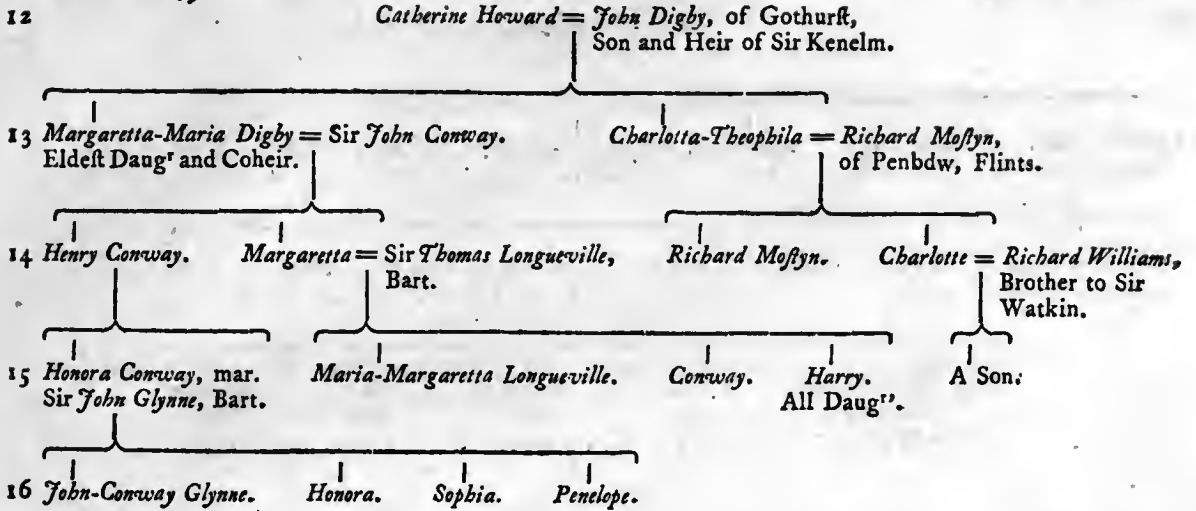 12 Catherine Howard = John Digby, of Gothurſt,
Son and Heir of Sir Kenelm.
13 Margaretta-Maria Digby = Sir John Conway. Charlotta-Theophila = Richard Moſtyn,
Eldeſt Daugʳ and Coheir. of Penbdw, Flints.
14 Henry Conway. Margaretta = Sir Thomas Longueville, Richard Moſtyn. Charlotte = Richard Williams,
Bart. Brother to Sir
Watkin.
15 Honora Conway, mar. Maria-Margaretta Longueville. Conway. Harry. A Son.
Sir John Glynne, Bart. All Daugʳˢ.
16 John-Conway Glynne. Honora. Sophia. Penelope.